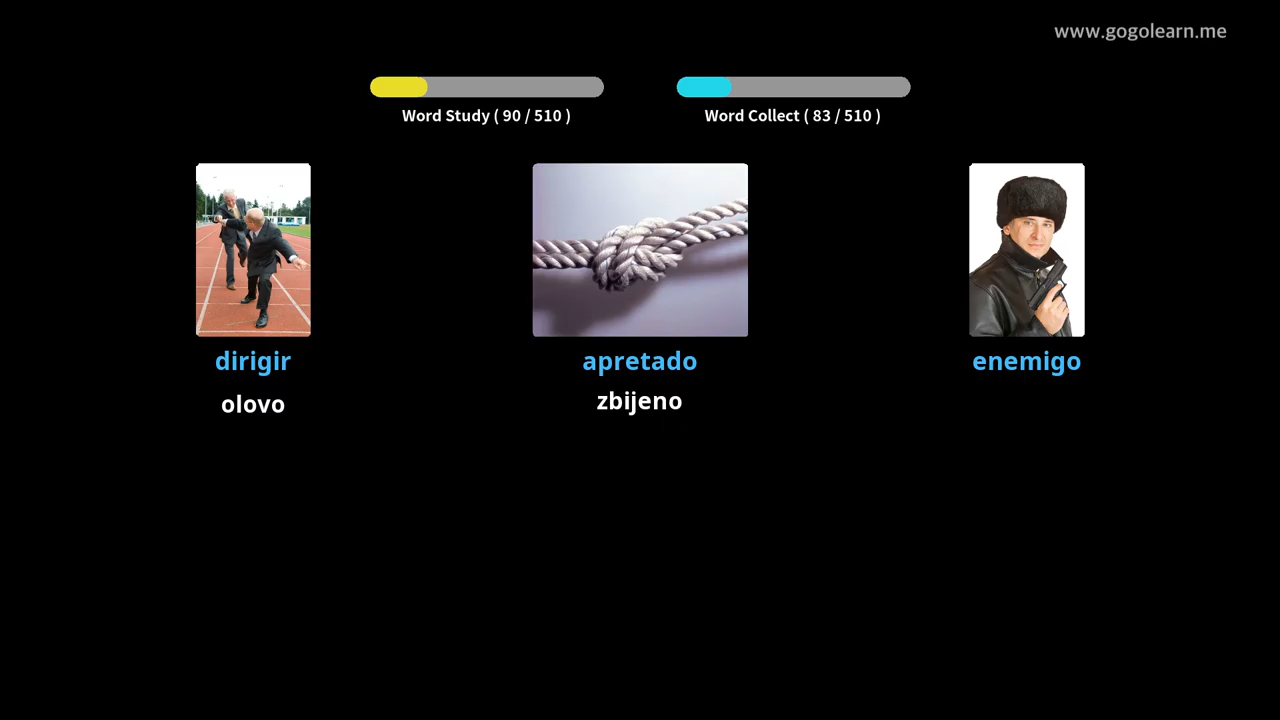 www.gogolearn.me
Word Study ( 90 / 510 )
Word Collect ( 83 / 510 )
dirigir
apretado
enemigo
olovo
zbijeno